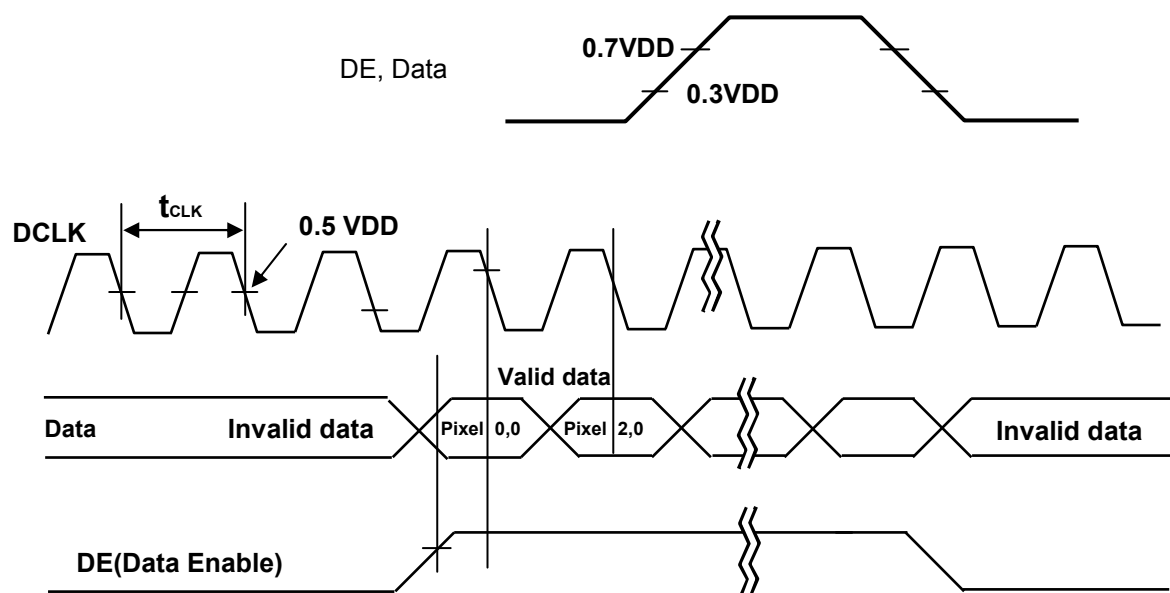 0.7VDD
DE, Data
0.3VDD
tCLK
0.5 VDD
DCLK
Valid data
Data
Invalid data
Pixel 0,0
Pixel 2,0
Invalid data
DE(Data Enable)